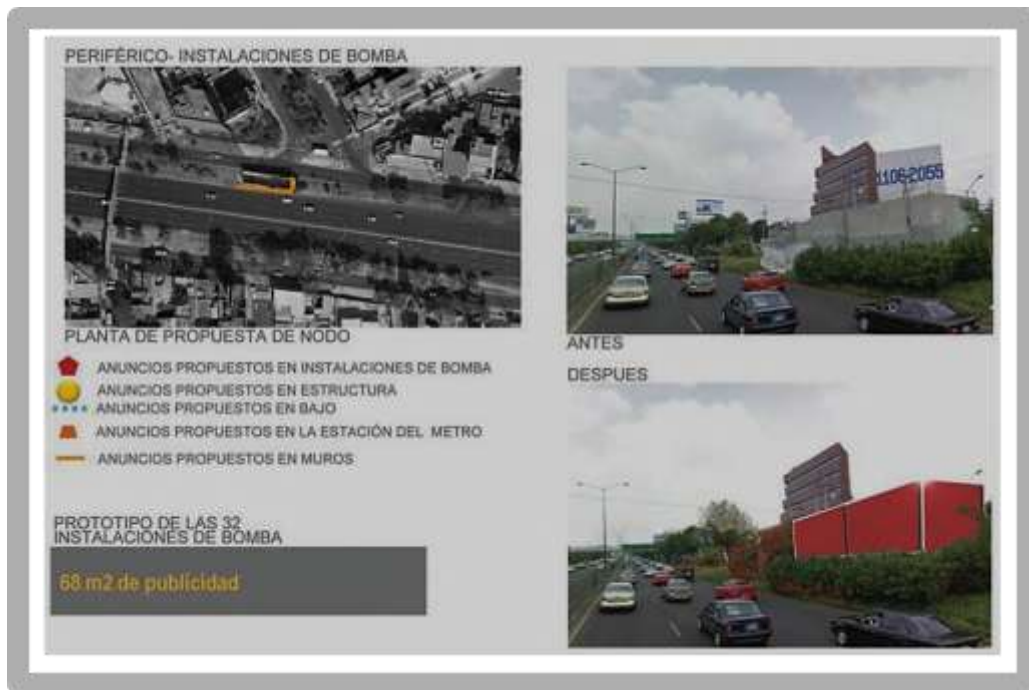 PERIFÉRICO- INSTALACIONES DE BOMBA
PLANTA DE PROPUESTA DE NODO
ANUNCIOS PROPUESTOS EN INSTALACIONES DE BOMBA
ANUNCIOS PROPUESTOS EN ESTRUCTURA
ANUNCIOS PROPUESTOS EN BAJO
ANUNCIOS PROPUESTOS EN LA ESTACIÓN DEL METRO
ANUNCIOS PROPUESTOS EN MUROS
PROTOTIPO DE LAS 32
INSTALACIONES DE BOMBA
68 m2 de publicidad
1106-2055
ANTES
DESPUES